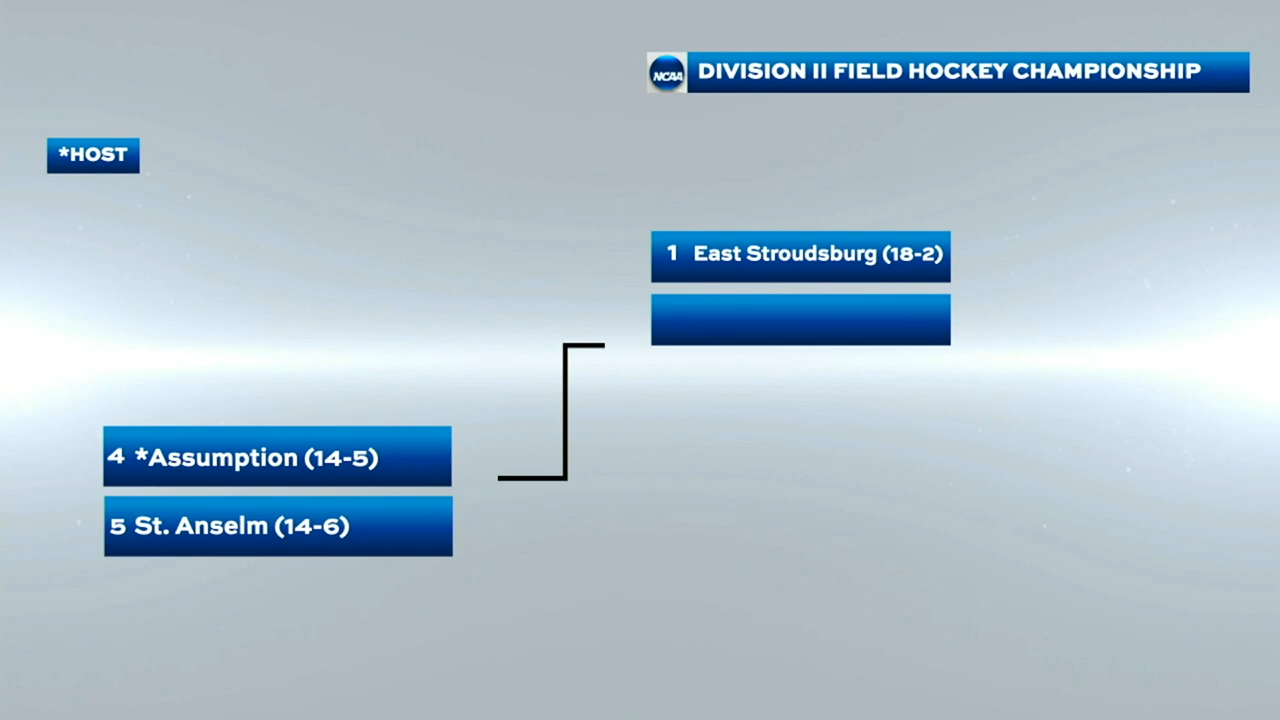 NCAA DIVISION II FIELD HOCKEY CHAMPIONSHIP
*HOST
1 East Stroudsburg (18-2)
4 *Assumption (14-5)
5 St. Anselm (14-6)